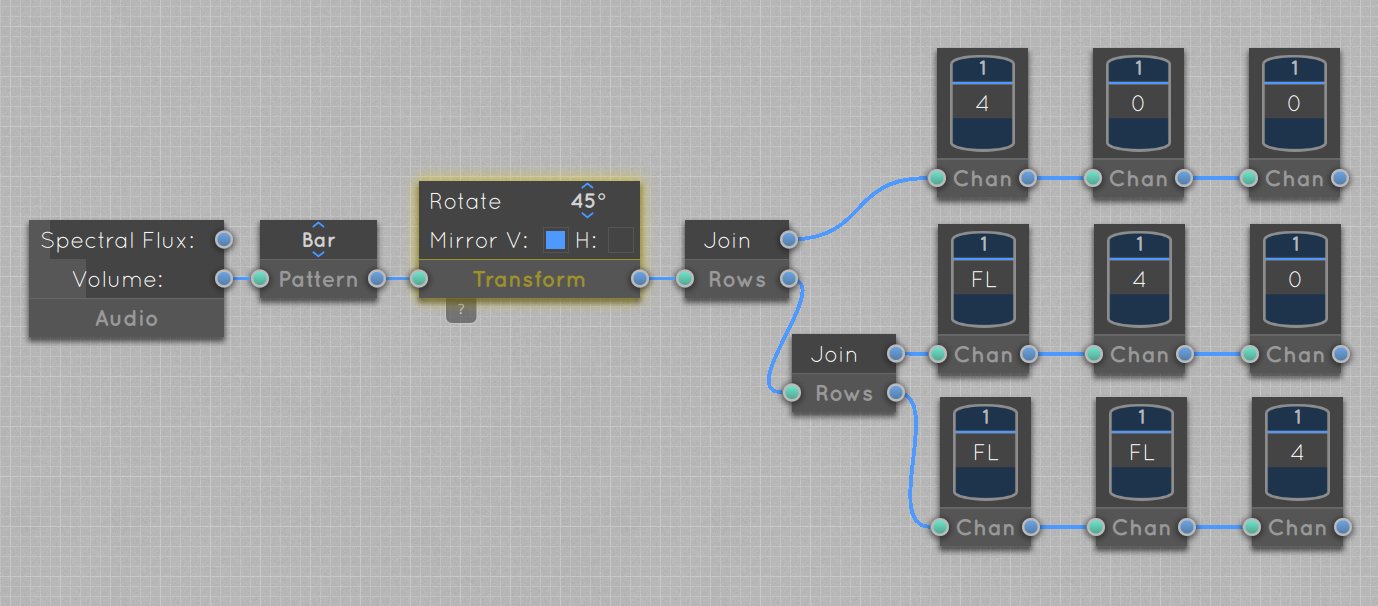 Spectral Flux:
Volume:
Audio
Bar
Pattern
Rotate 45°
Mirror V: H:
Transform
?
Join
Rows
Join
Rows
1 1 1
4 0 0
Chan Chan Chan
1 1 1
FL 4 0
Chan Chan Chan
1 1 1
FL FL 4
Chan Chan Chan